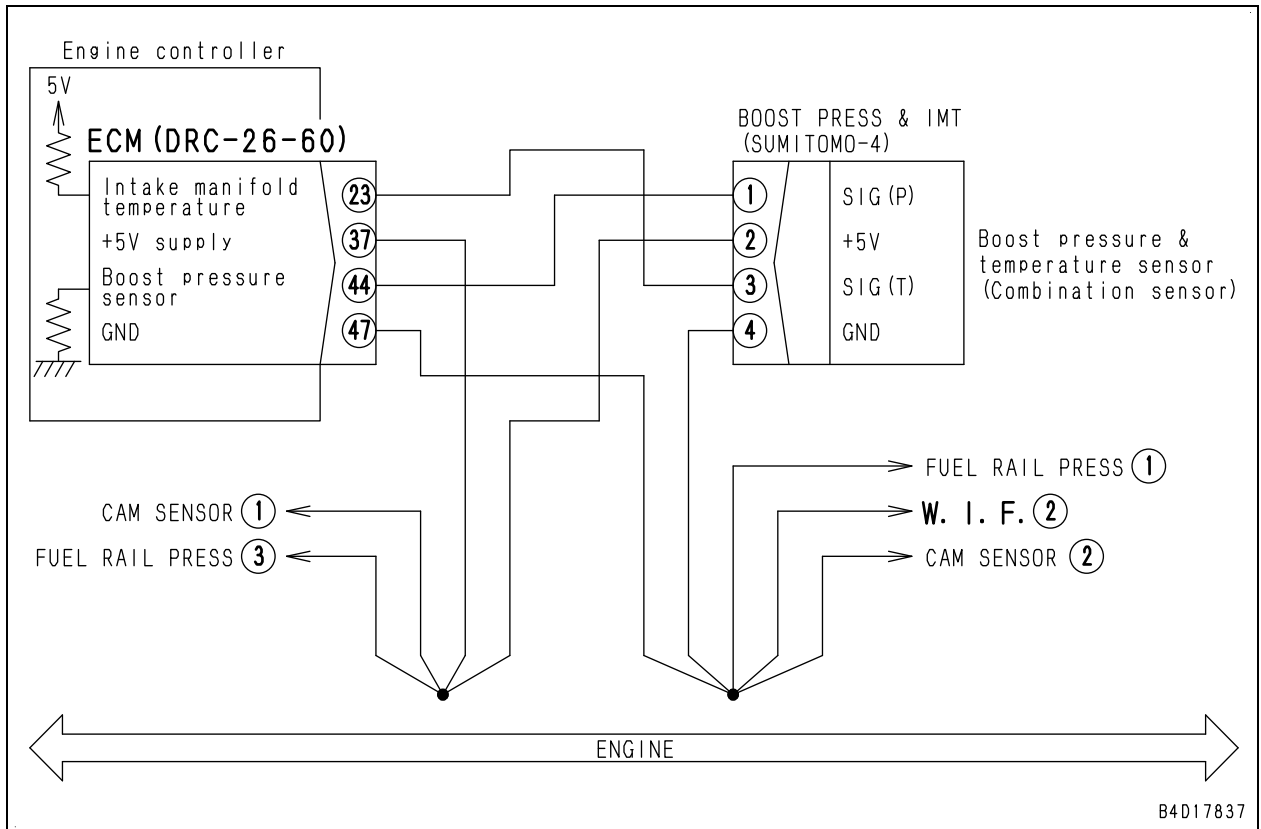 Engine controller
5V
ECM(DRC-26-60)
Intake manifold
temperature
23
+5V supply
37
Boost pressure
sensor
44
GND
47
BOOST PRESS & IMT
(SUMITOMO-4)
1
SIG(P)
2
+5V
3
SIG(T)
4
GND
Boost pressure &
temperature sensor
(Combination sensor)
CAM SENSOR 1
FUEL RAIL PRESS 3
FUEL RAIL PRESS 1
W. I. F. 2
CAM SENSOR 2
ENGINE
B4D17837